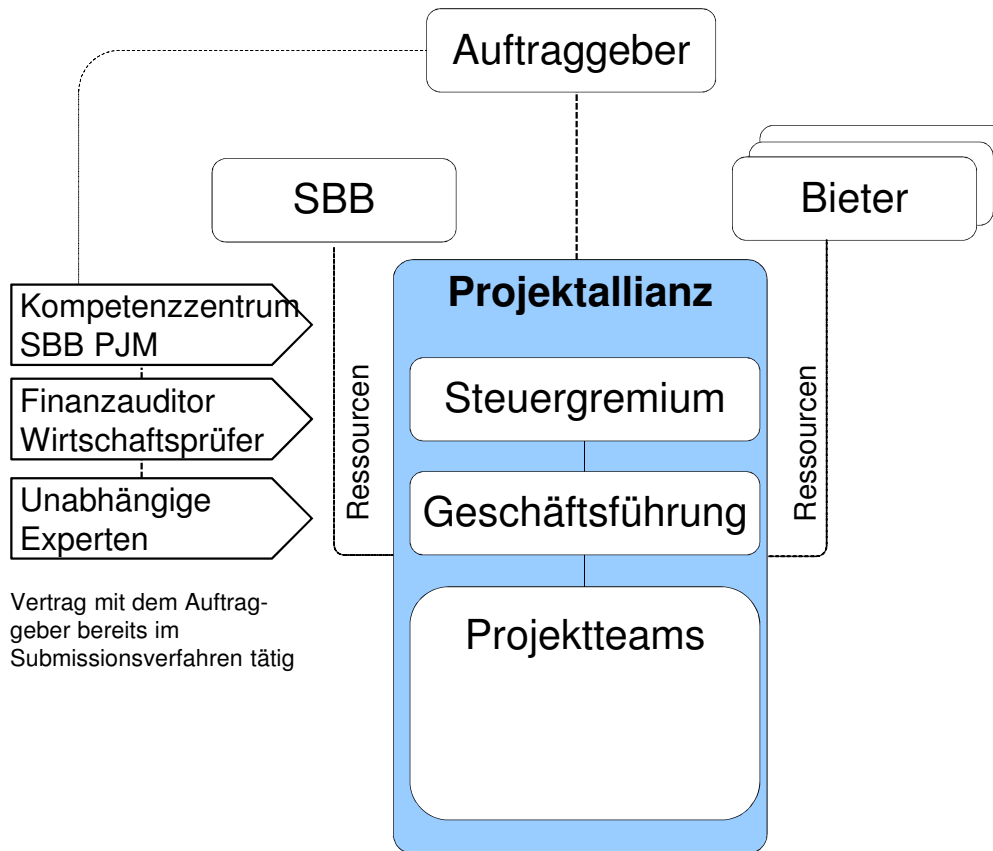 Auftraggeber
SBB
Bieter
Projektallianz
Kompetenzzentrum
SBB PJM
Steuergremium
Finanzauditor
Wirtschaftsprüfer
Ressourcen
Ressourcen
Geschäftsführung
Unabhängige
Experten
Vertrag mit dem Auftrag-
geber bereits im
Submissionsverfahren tätig
Projektteams